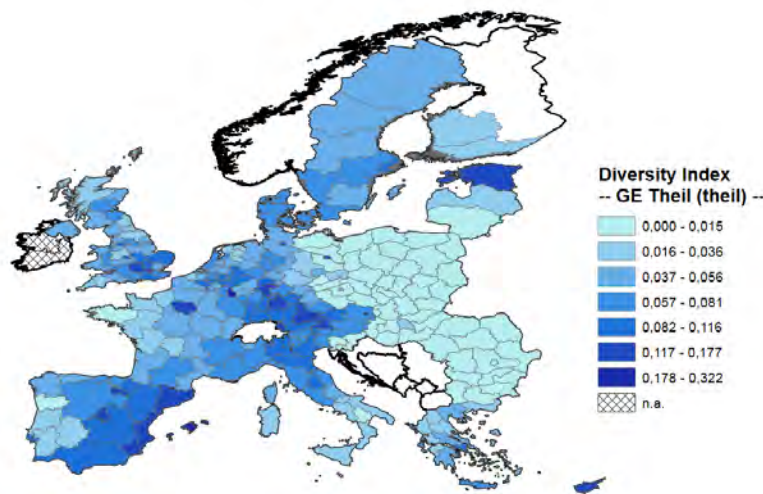 Diversity Index
-- GE Theil (theil) --
0,000 - 0,015
0,016 - 0,036
0,037 - 0,056
0,057 - 0,081
0,082 - 0,116
0,117 - 0,177
0,178 - 0,322
n.a.